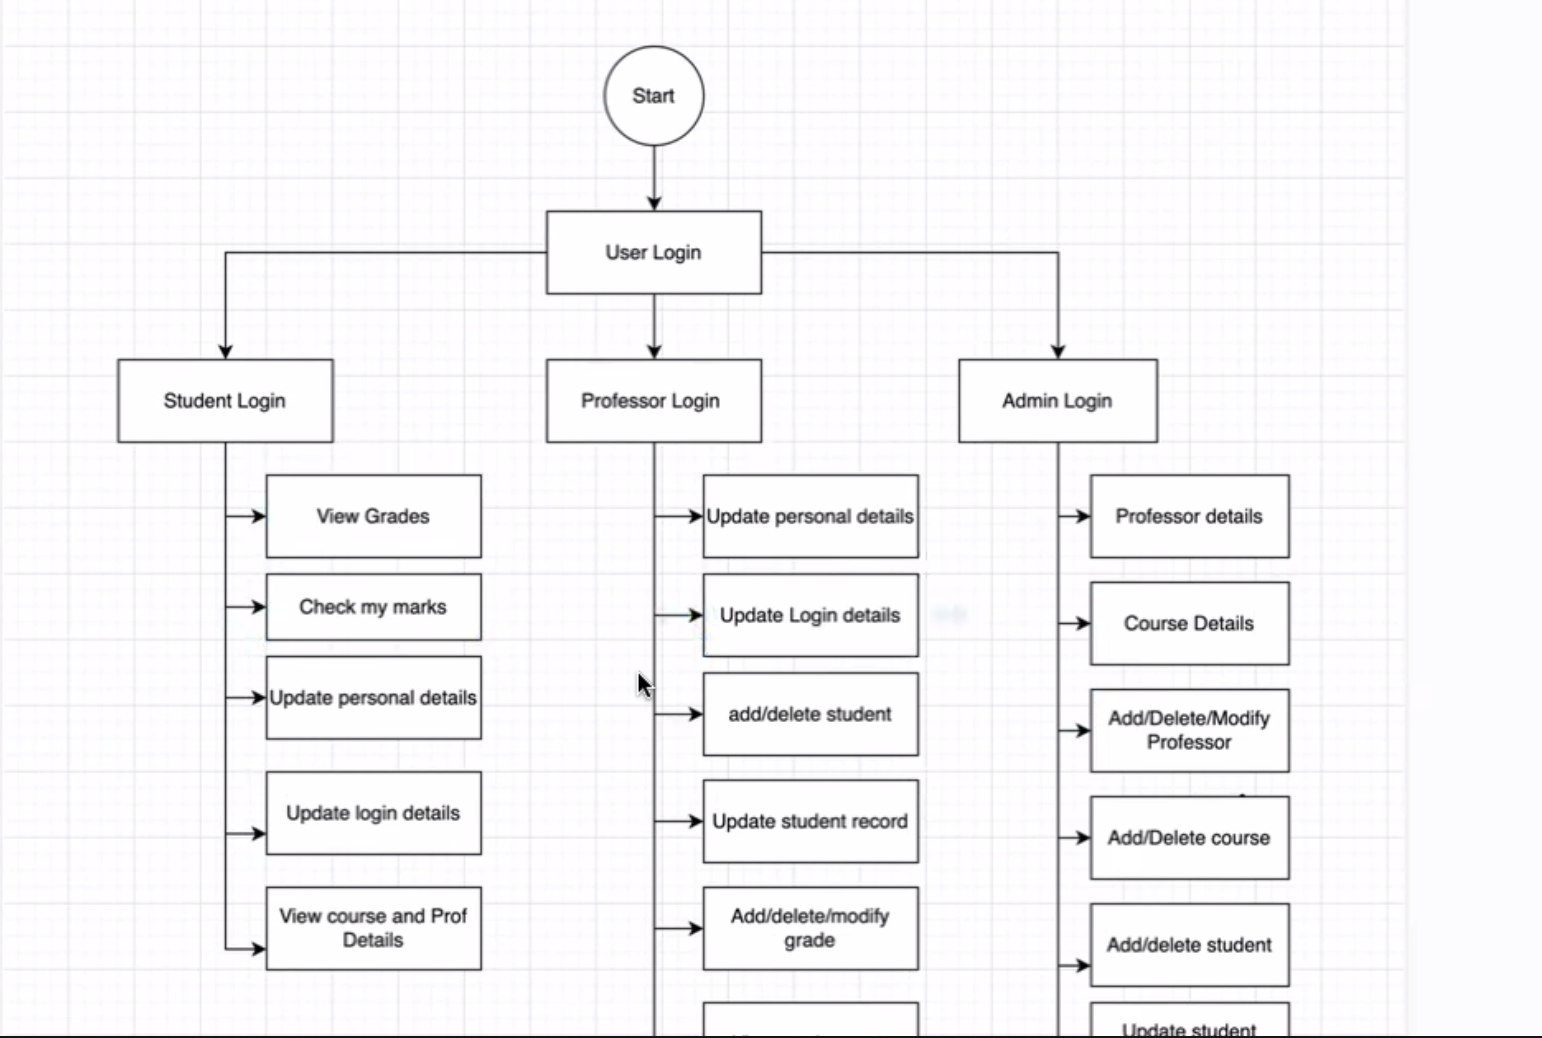 Start
User Login
Student Login
Professor Login
Admin Login
View Grades
Check my marks
Update personal details
Update login details
View course and Prof
Details
Update personal details
Update Login details
add/delete student
Update student record
Add/delete/modify
grade
Professor details
Course Details
Add/Delete/Modify
Professor
Add/Delete course
Add/delete student
Update student